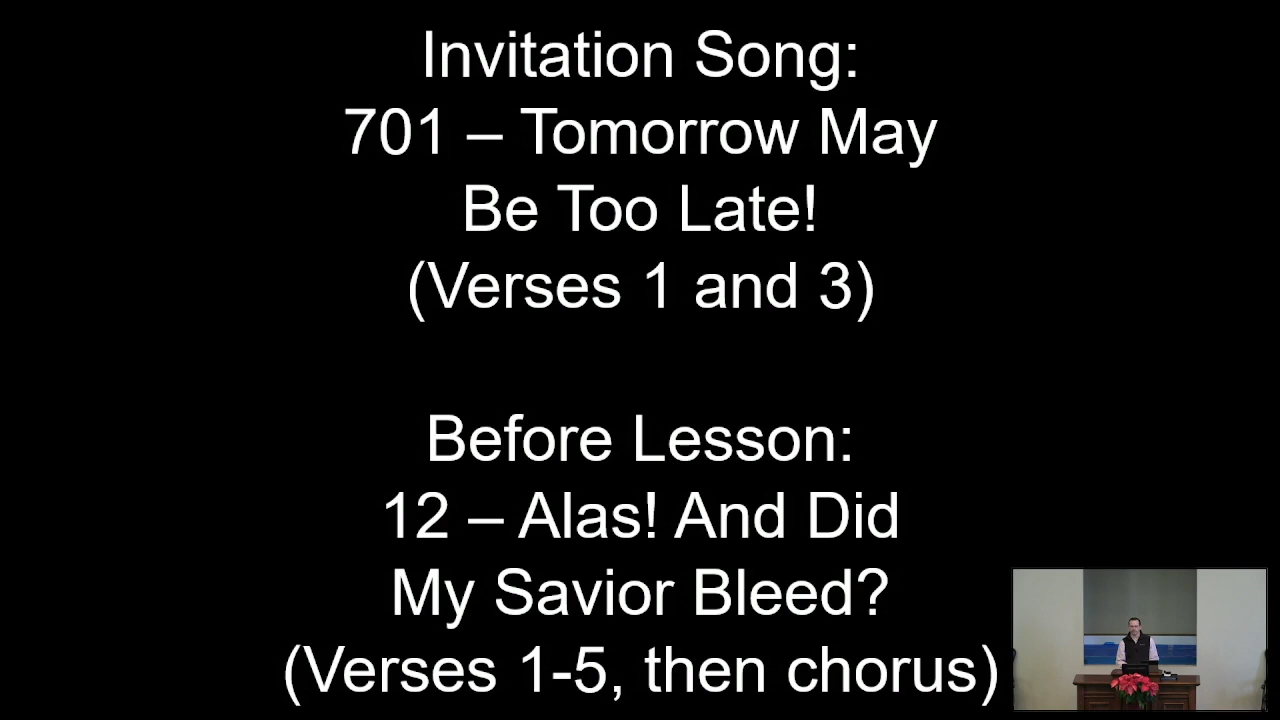 Invitation Song:
701 – Tomorrow May
Be Too Late!
(Verses 1 and 3)
Before Lesson:
12 – Alas! And Did
My Savior Bleed?
(Verses 1-5, then chorus)